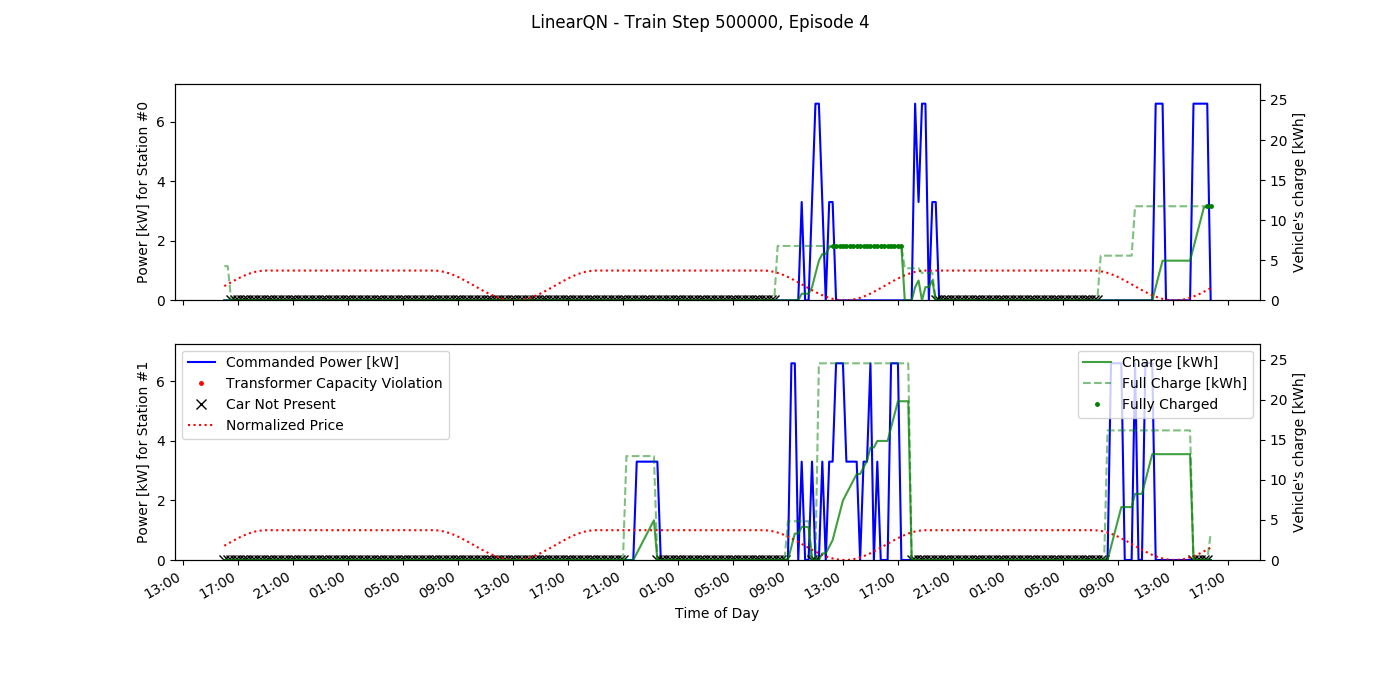 LinearQN - Train Step 500000, Episode 4
Power [kW] for Station #0
0
2
4
6
Vehicle's charge [kWh]
0
5
10
15
20
25
Power [kW] for Station #1
0
2
4
6
Commanded Power [kW]
Transformer Capacity Violation
Car Not Present
Normalized Price
Charge [kWh]
Full Charge [kWh]
Fully Charged
Vehicle's charge [kWh]
0
5
10
15
20
25
13:00 17:00 21:00 01:00 05:00 09:00 13:00 17:00 21:00 01:00 05:00 09:00 13:00 17:00 21:00 01:00 05:00 09:00 13:00 17:00
Time of Day